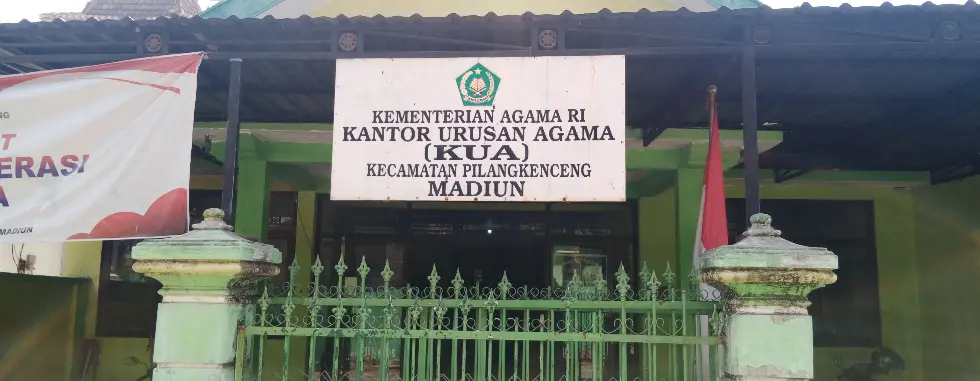 KEMENTERIAN AGAMA RI
KANTOR URUSAN AGAMA
(KUA)
KECAMATAN PILANGKENCENG
MADIUN
ERASI
A
MADIUN